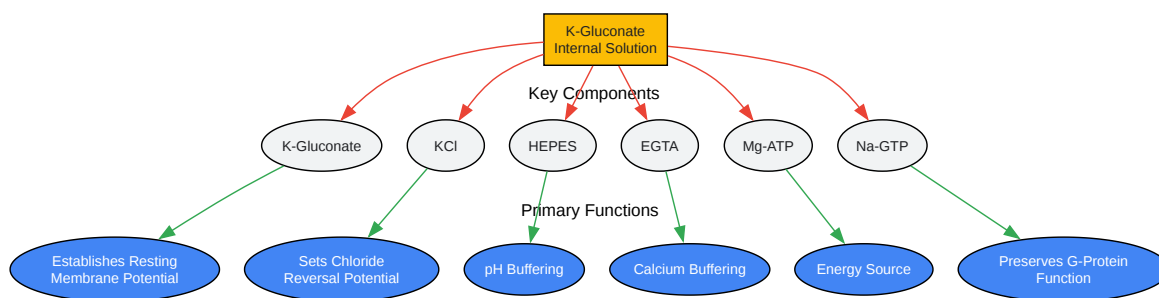 K-Gluconate
Internal Solution
Key Components
K-Gluconate
KCl
HEPES
EGTA
Mg-ATP
Na-GTP
Primary Functions
Establishes Resting
Membrane Potential
Sets Chloride
Reversal Potential
pH Buffering
Calcium Buffering
Energy Source
Preserves G-Protein
Function